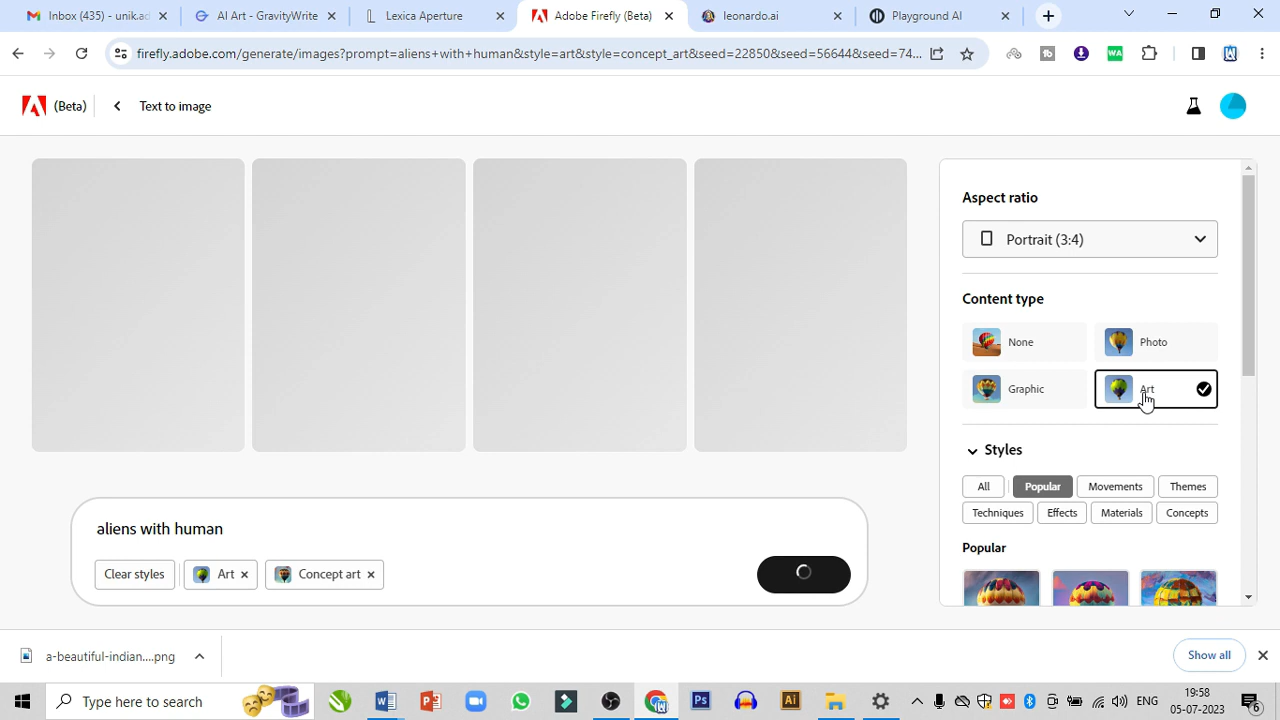 Inbox (435) - unik.ad
AI Art - GravityWrite
Lexica Aperture
Adobe Firefly (Beta)
leonardo.ai
Playground AI
firefly.adobe.com/generate/images?prompt=aliens+with+human&style=art&style=concept_art&seed=22850&seed=56644&seed=74...
(Beta)
Text to image
Aspect ratio
Portrait (3:4)
Content type
None
Photo
Graphic
Art
Styles
All
Popular
Movements
Themes
Techniques
Effects
Materials
Concepts
Popular
aliens with human
Clear styles
Art
Concept art
a-beautiful-indian....png
Show all
Type here to search
ENG
19:58
05-07-2023
6